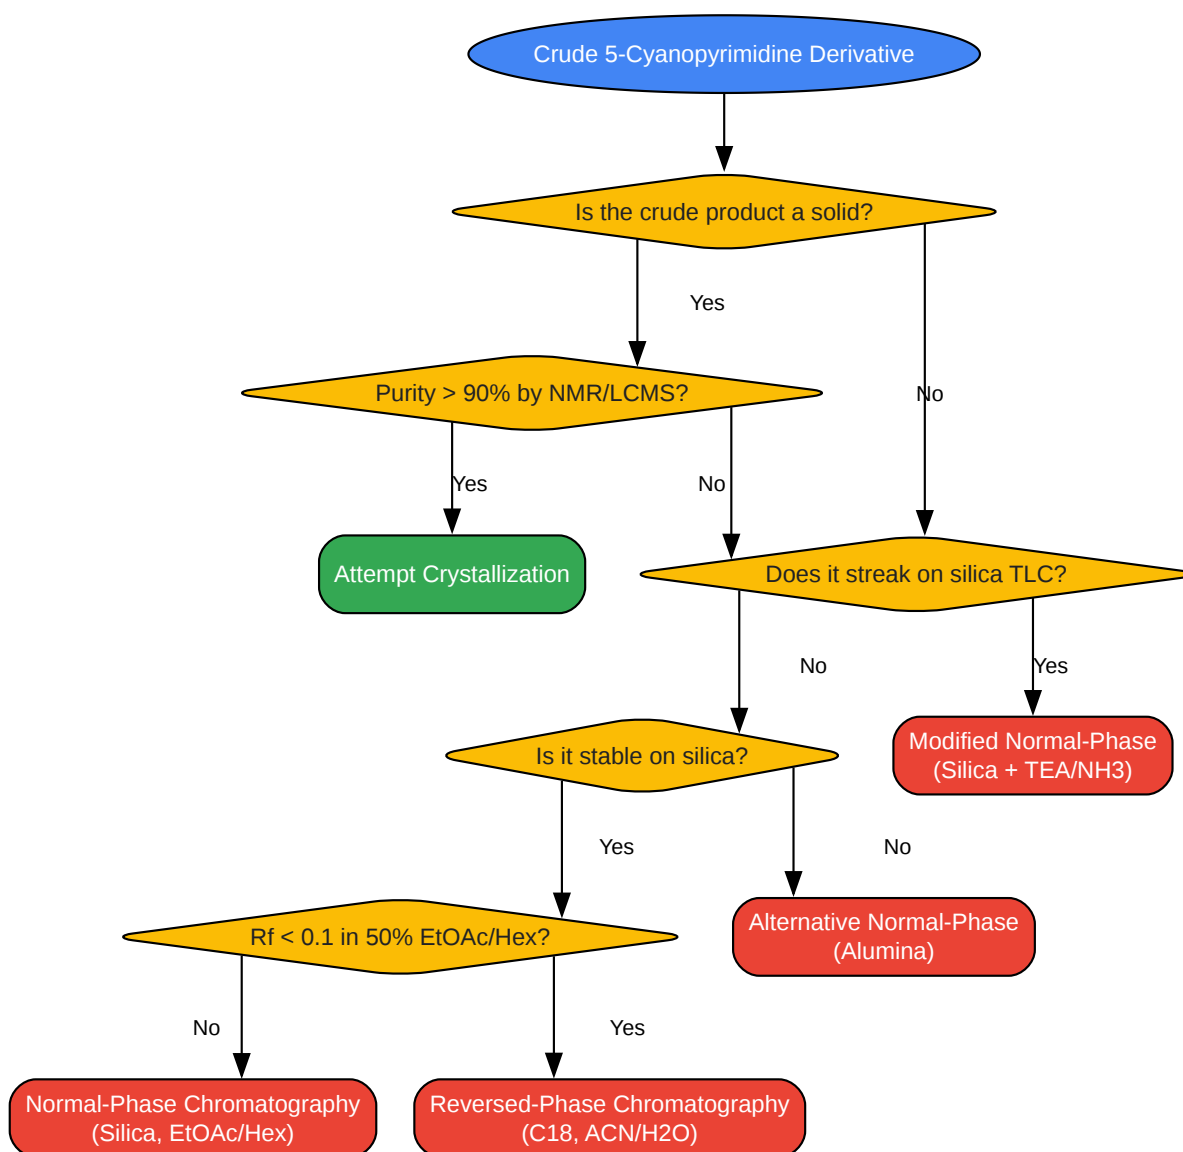 Crude 5-Cyanopyrimidine Derivative
Is the crude product a solid?
Yes
Purity > 90% by NMR/LCMS?
No
Yes
No
Attempt Crystallization
Does it streak on silica TLC?
No
Yes
Modified Normal-Phase
(Silica + TEA/NH3)
Is it stable on silica?
Yes
No
Alternative Normal-Phase
(Alumina)
Rf < 0.1 in 50% EtOAc/Hex?
No
Yes
Normal-Phase Chromatography
(Silica, EtOAc/Hex)
Reversed-Phase Chromatography
(C18, ACN/H2O)